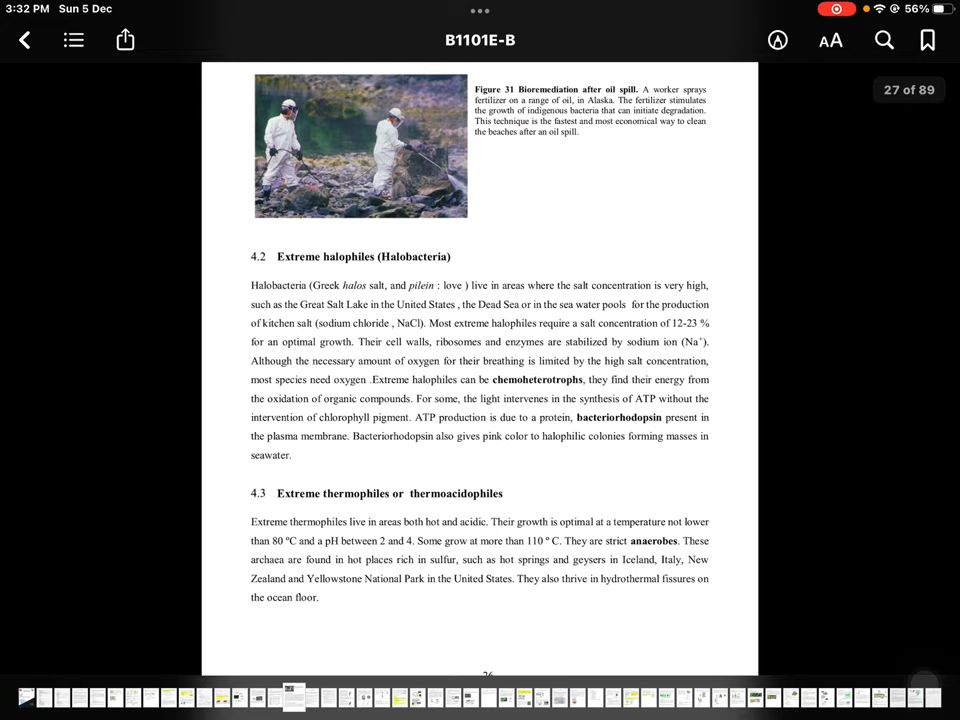 3:32 PM Sun 5 Dec
56%
B1101E-B
AA
27 of 89
Figure 31 Bioremediation after oil spill. A worker sprays
fertilizer on a range of oil, in Alaska. The fertilizer stimulates
the growth of indigenous bacteria that can initiate degradation.
This technique is the fastest and most economical way to clean
the beaches after an oil spill.
4.2 Extreme halophiles (Halobacteria)
Halobacteria (Greek halos salt, and pilein : love ) live in areas where the salt concentration is very high,
such as the Great Salt Lake in the United States , the Dead Sea or in the sea water pools for the production
of kitchen salt (sodium chloride , NaCl). Most extreme halophiles require a salt concentration of 12-23 %
for an optimal growth. Their cell walls, ribosomes and enzymes are stabilized by sodium ion (Na⁺).
Although the necessary amount of oxygen for their breathing is limited by the high salt concentration,
most species need oxygen .Extreme halophiles can be chemoheterotrophs, they find their energy from
the oxidation of organic compounds. For some, the light intervenes in the synthesis of ATP without the
intervention of chlorophyll pigment. ATP production is due to a protein, bacteriorhodopsin present in
the plasma membrane. Bacteriorhodopsin also gives pink color to halophilic colonies forming masses in
seawater.
4.3 Extreme thermophiles or thermoacidophiles
Extreme thermophiles live in areas both hot and acidic. Their growth is optimal at a temperature not lower
than 80 ºC and a pH between 2 and 4. Some grow at more than 110 º C. They are strict anaerobes. These
archaea are found in hot places rich in sulfur, such as hot springs and geysers in Iceland, Italy, New
Zealand and Yellowstone National Park in the United States. They also thrive in hydrothermal fissures on
the ocean floor.
26